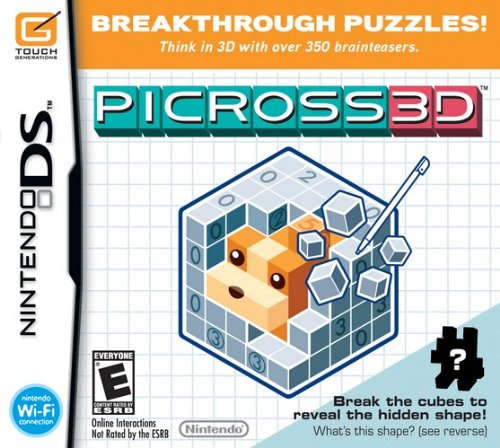 BREAKTHROUGH PUZZLES!
Think in 3D with over 350 brainteasers.
G
TOUCH
GENERATIONS
NINTENDO DS™
PICROSS3D™
EVERYONE
E
CONTENT RATED BY
ESRB
Nintendo
nintendo
Wi-Fi
connection
Online Interactions
Not Rated by the ESRB
?
Break the cubes to
reveal the hidden shape!
What's this shape? (see reverse)